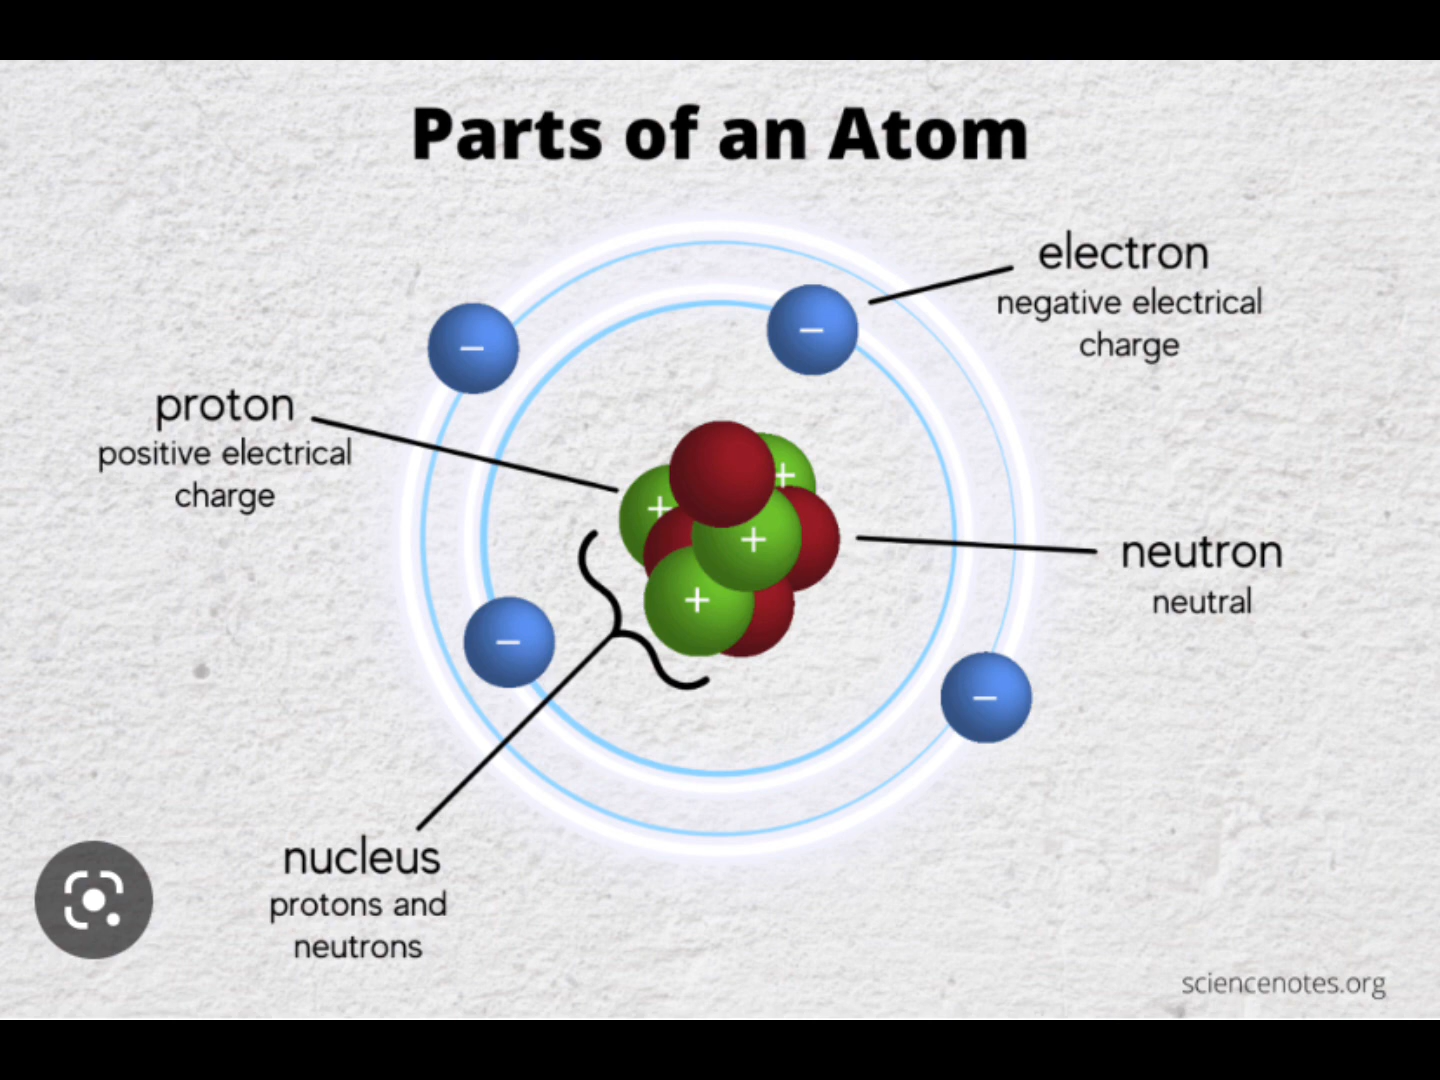 Parts of an Atom
electron
negative electrical
charge
−
−
proton
positive electrical
charge
+
+
+
neutron
neutral
+
−
−
nucleus
protons and
neutrons
sciencenotes.org